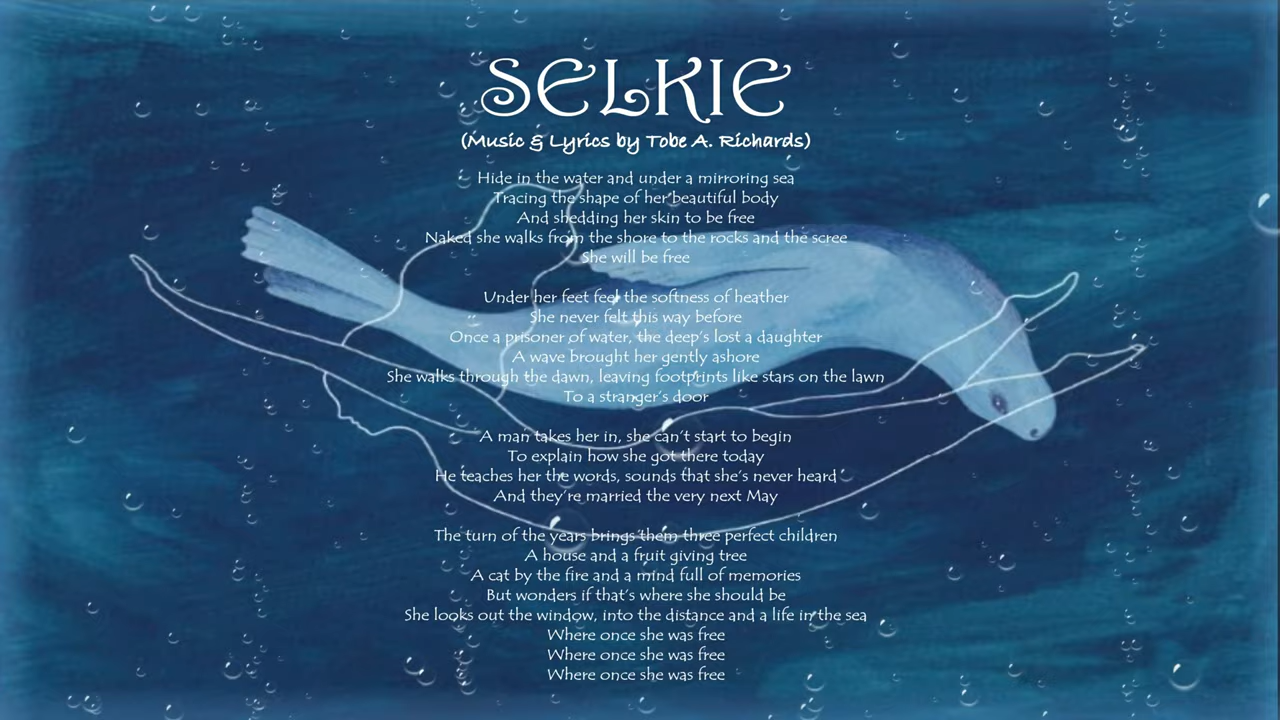 SELKIE
(Music & Lyrics by Tobe A. Richards)
Hide in the water and under a mirroring sea
Tracing the shape of her beautiful body
And shedding her skin to be free
Naked she walks from the shore to the rocks and the scree
She will be free
Under her feet feel the softness of heather
She never felt this way before
Once a prisoner of water, the deep's lost a daughter
A wave brought her gently ashore
She walks through the dawn, leaving footprints like stars on the lawn
To a stranger's door
A man takes her in, she can't start to begin
To explain how she got there today
He teaches her the words, sounds that she's never heard
And they're married the very next May
The turn of the years brings them three perfect children
A house and a fruit giving tree
A cat by the fire and a mind full of memories
But wonders if that's where she should be
She looks out the window, into the distance and a life in the sea
Where once she was free
Where once she was free
Where once she was free